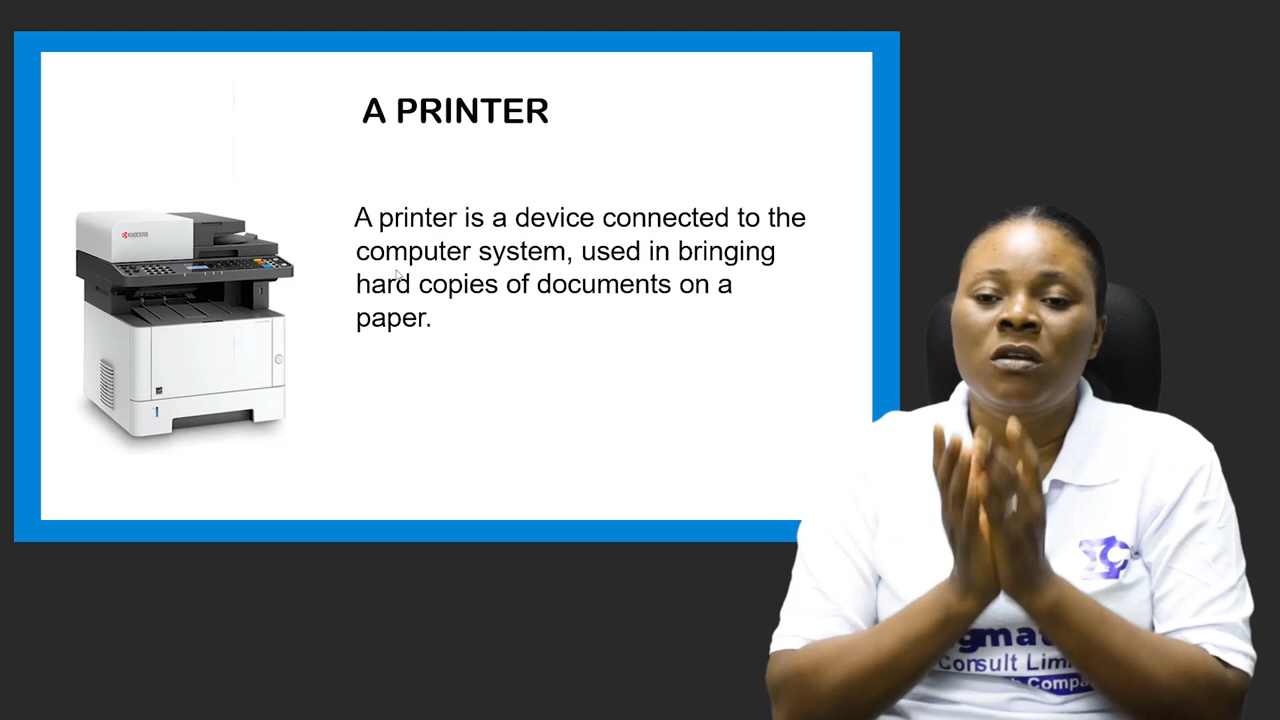 A PRINTER
A printer is a device connected to the
computer system, used in bringing
hard copies of documents on a
paper.
KYOCERA
Consult